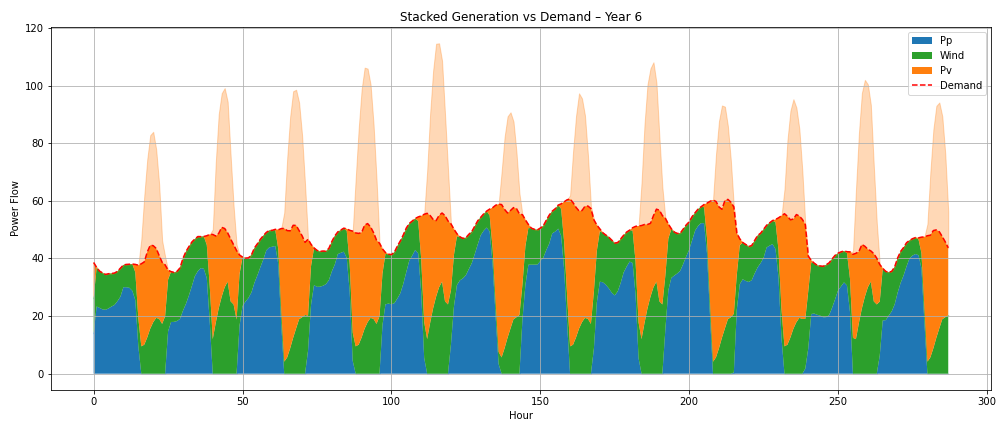 Stacked Generation vs Demand – Year 6
Pp
Wind
Pv
Demand
Power Flow
120
100
80
60
40
20
0
0 50 100 150 200 250 300
Hour